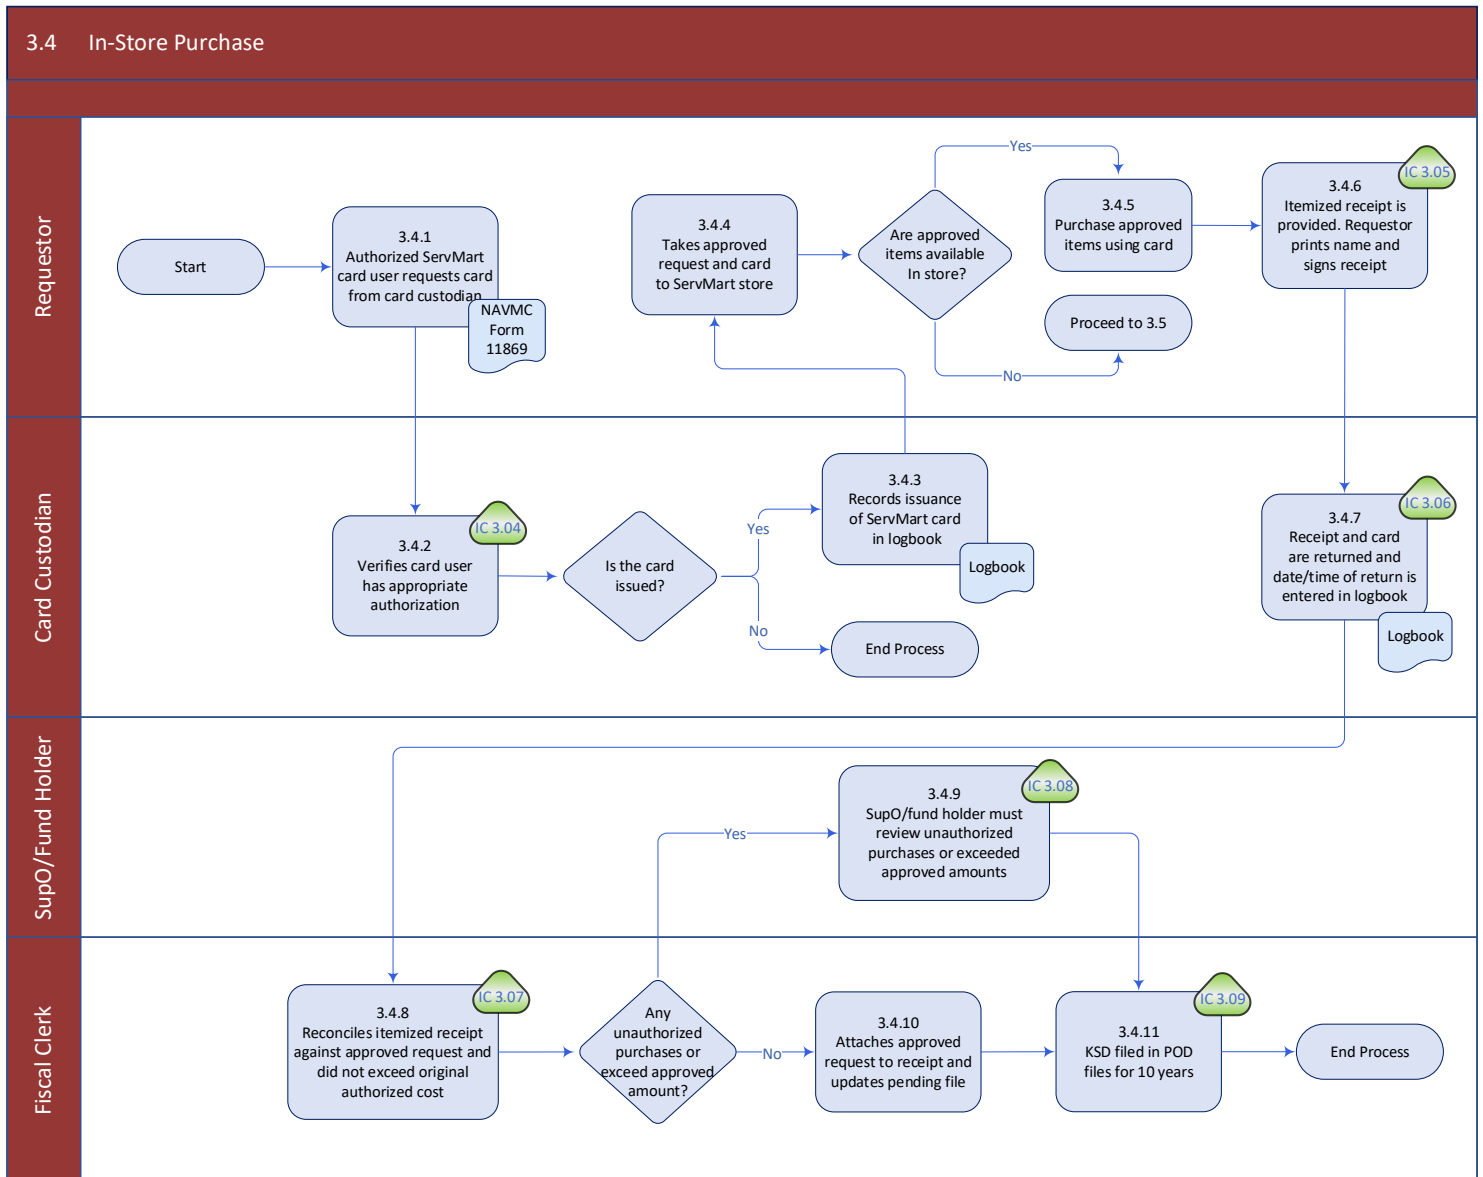 3.4 In-Store Purchase
Requestor
Start
3.4.1
Authorized ServMart
card user requests card
from card custodian
NAVMC
Form
11869
3.4.4
Takes approved
request and card
to ServMart store
Are approved
items available
In store?
Yes
No
3.4.5
Purchase approved
items using card
Proceed to 3.5
3.4.6
Itemized receipt is
provided. Requestor
prints name and
signs receipt
IC 3.05
Card Custodian
3.4.2
Verifies card user
has appropriate
authorization
IC 3.04
Is the card
issued?
Yes
No
3.4.3
Records issuance
of ServMart card
in logbook
Logbook
End Process
3.4.7
Receipt and card
are returned and
date/time of return is
entered in logbook
IC 3.06
Logbook
SupO/Fund Holder
Yes
3.4.9
SupO/fund holder must
review unauthorized
purchases or exceeded
approved amounts
IC 3.08
Fiscal Clerk
3.4.8
Reconciles itemized receipt
against approved request and
did not exceed original
authorized cost
IC 3.07
Any
unauthorized
purchases or
exceed approved
amount?
No
3.4.10
Attaches approved
request to receipt and
updates pending file
3.4.11
KSD filed in POD
files for 10 years
IC 3.09
End Process